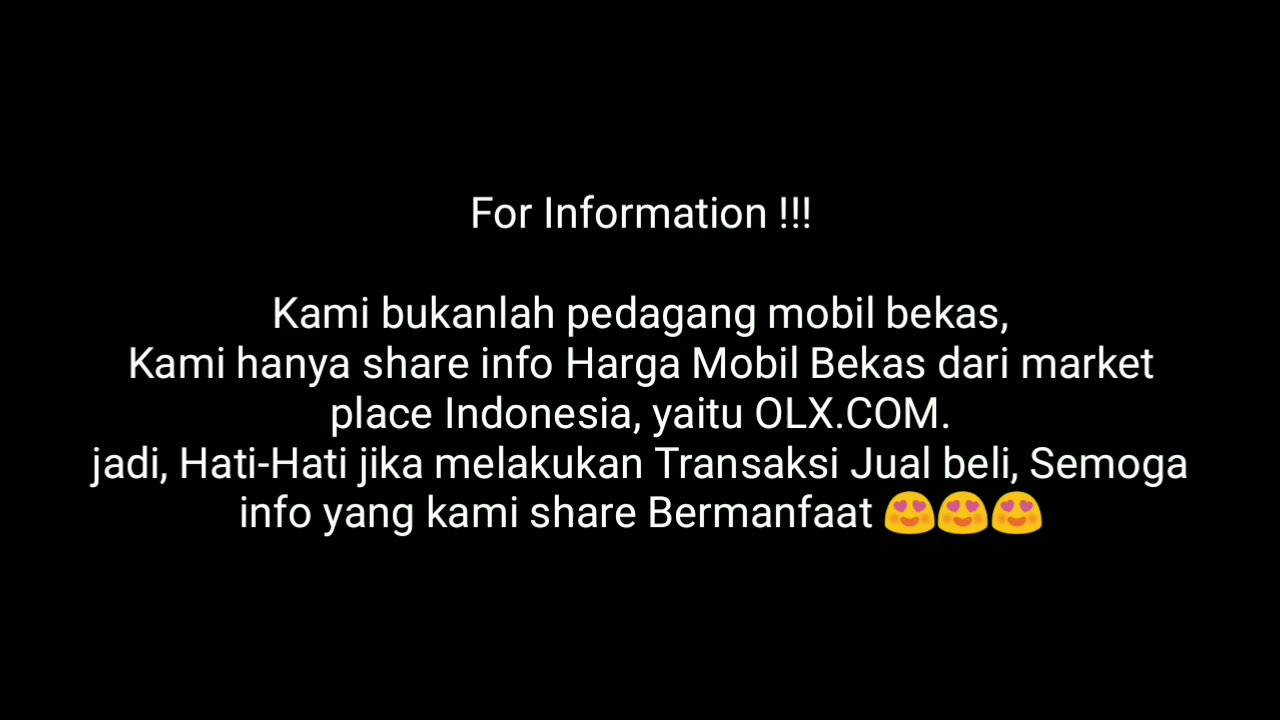 For Information !!!
Kami bukanlah pedagang mobil bekas,
Kami hanya share info Harga Mobil Bekas dari market
place Indonesia, yaitu OLX.COM.
jadi, Hati-Hati jika melakukan Transaksi Jual beli, Semoga
info yang kami share Bermanfaat 😍😍😍